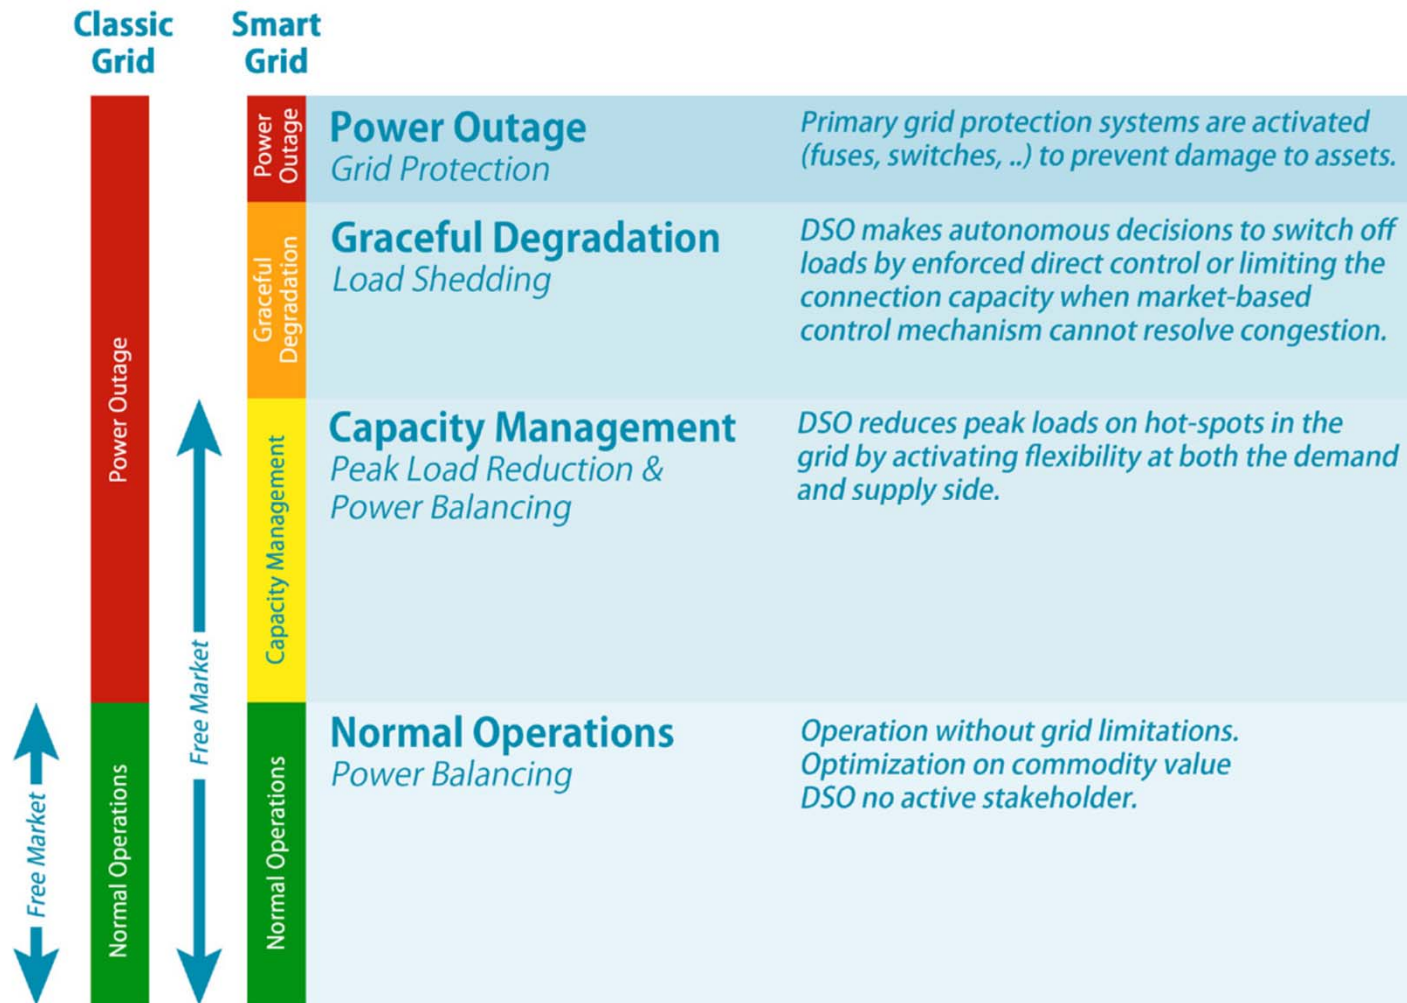 Classic
Grid
Smart
Grid
Power Outage
Normal Operations
Free Market
Free Market
Power
Outage
Graceful
Degradation
Capacity Management
Normal Operations
Power Outage
Grid Protection
Primary grid protection systems are activated
(fuses, switches, ..) to prevent damage to assets.
Graceful Degradation
Load Shedding
DSO makes autonomous decisions to switch off
loads by enforced direct control or limiting the
connection capacity when market-based
control mechanism cannot resolve congestion.
Capacity Management
Peak Load Reduction &
Power Balancing
DSO reduces peak loads on hot-spots in the
grid by activating flexibility at both the demand
and supply side.
Normal Operations
Power Balancing
Operation without grid limitations.
Optimization on commodity value
DSO no active stakeholder.